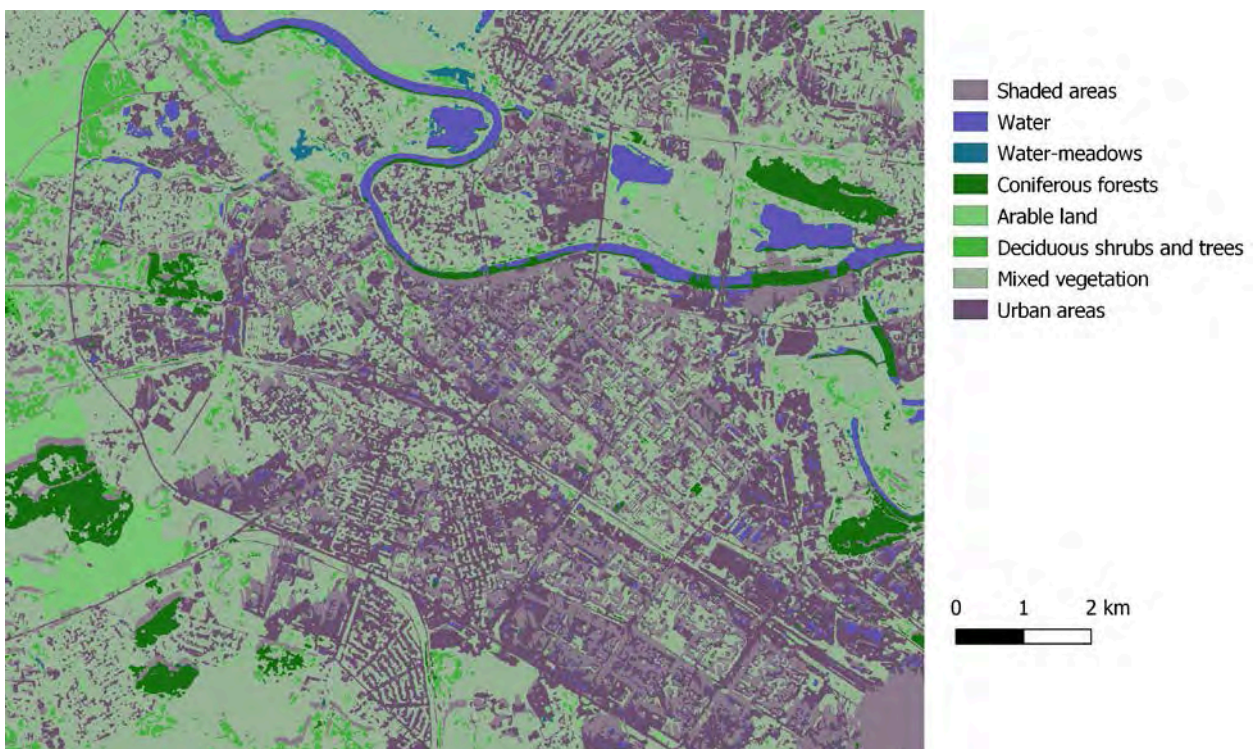 Shaded areas
Water
Water-meadows
Coniferous forests
Arable land
Deciduous shrubs and trees
Mixed vegetation
Urban areas
0 1 2 km